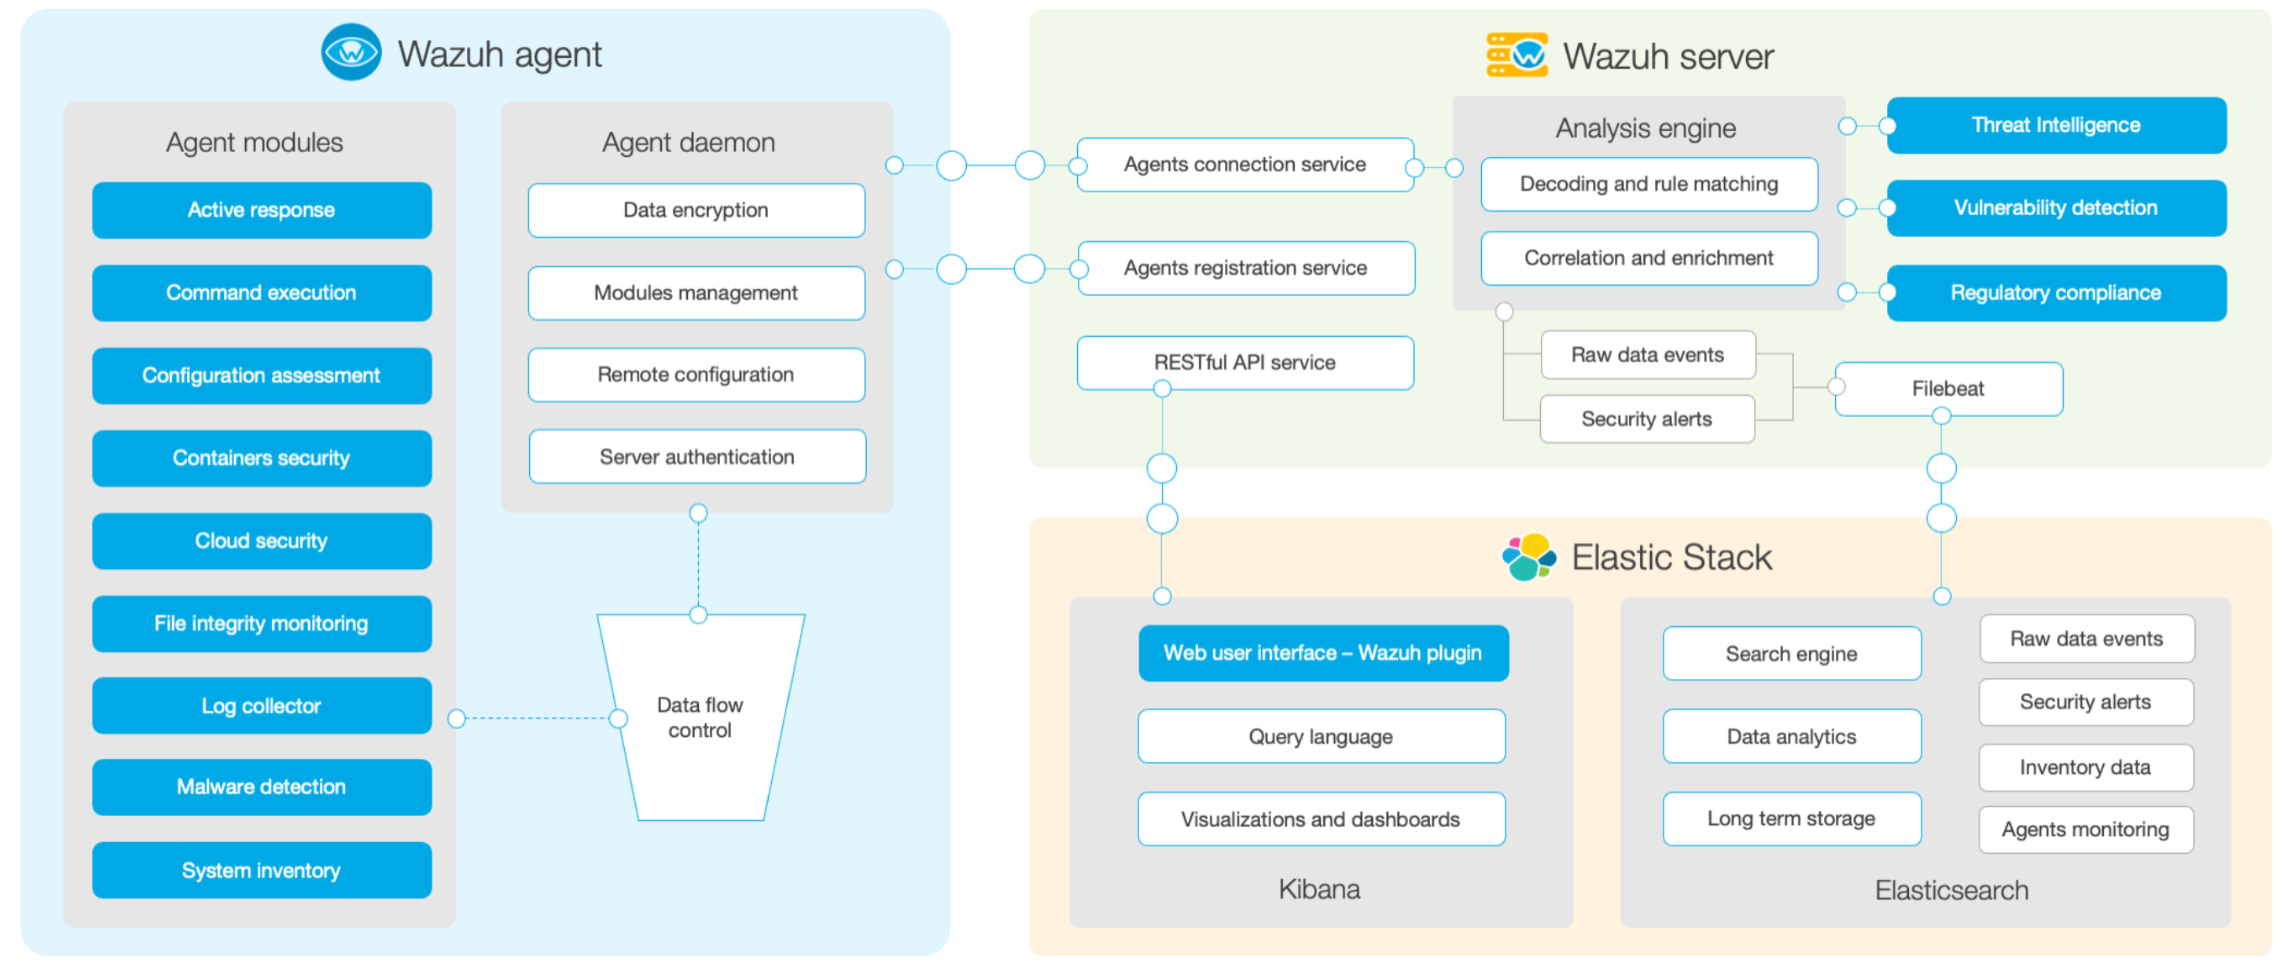 Wazuh agent
Agent modules
Active response
Command execution
Configuration assessment
Containers security
Cloud security
File integrity monitoring
Log collector
Malware detection
System inventory
Agent daemon
Data encryption
Modules management
Remote configuration
Server authentication
Data flow
control
Wazuh server
Agents connection service
Agents registration service
RESTful API service
Analysis engine
Decoding and rule matching
Correlation and enrichment
Threat Intelligence
Vulnerability detection
Regulatory compliance
Raw data events
Security alerts
Filebeat
Elastic Stack
Web user interface – Wazuh plugin
Query language
Visualizations and dashboards
Kibana
Search engine
Data analytics
Long term storage
Raw data events
Security alerts
Inventory data
Agents monitoring
Elasticsearch